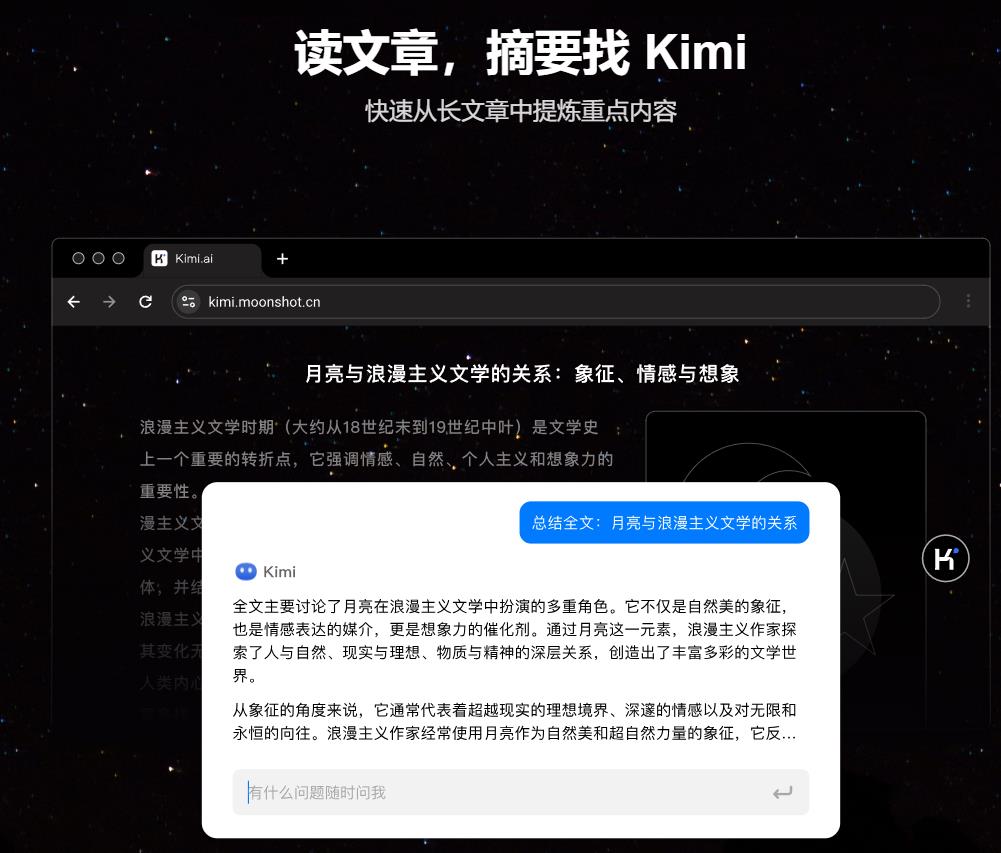 读文章，摘要找 Kimi
快速从长文章中提炼重点内容
Kimi.ai
kimi.moonshot.cn
月亮与浪漫主义文学的关系：象征、情感与想象
浪漫主义文学时期（大约从18世纪末到19世纪中叶）是文学史
上一个重要的转折点，它强调情感、自然、个人主义和想象力的
重要性。
漫主义文
义文学中
体；并结
浪漫主义
其变化无
人类内心
总结全文：月亮与浪漫主义文学的关系
Kimi
全文主要讨论了月亮在浪漫主义文学中扮演的多重角色。它不仅是自然美的象征，
也是情感表达的媒介，更是想象力的催化剂。通过月亮这一元素，浪漫主义作家探
索了人与自然、现实与理想、物质与精神的深层关系，创造出了丰富多彩的文学世
界。
从象征的角度来说，它通常代表着超越现实的理想境界、深邃的情感以及对无限和
永恒的向往。浪漫主义作家经常使用月亮作为自然美和超自然力量的象征，它反...
有什么问题随时问我